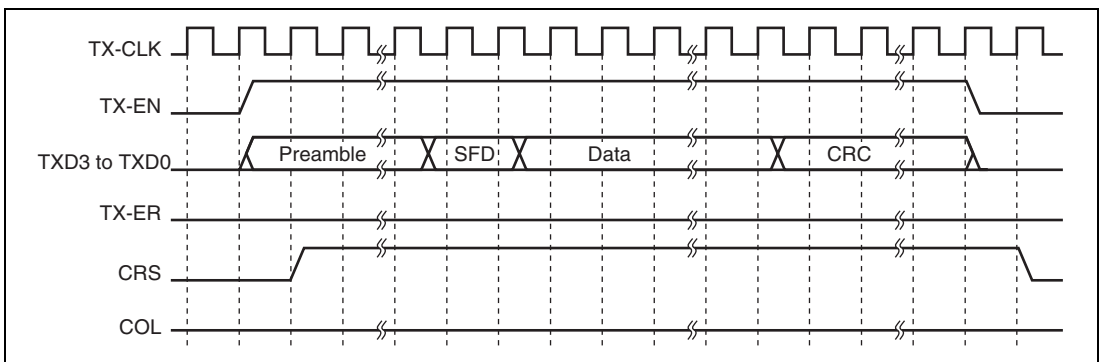 TX-CLK
TX-EN
TXD3 to TXD0 Preamble SFD Data CRC
TX-ER
CRS
COL